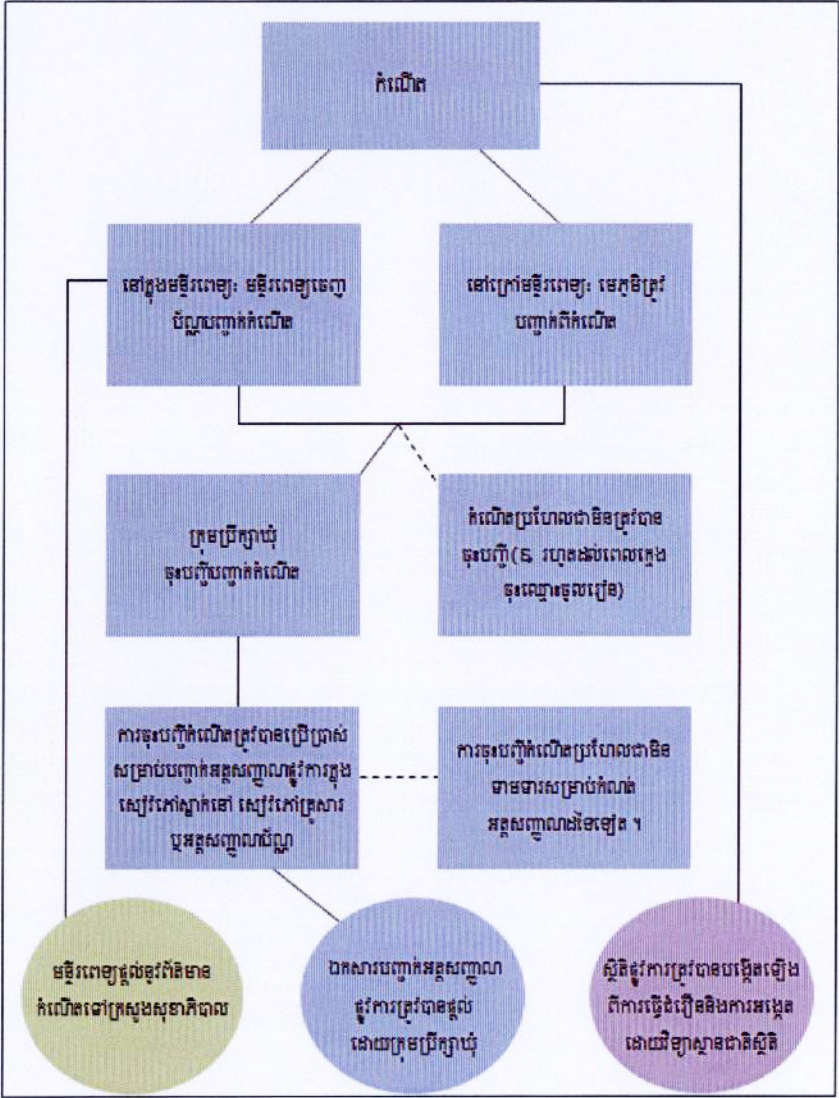 កំណើត
នៅក្នុងមន្ទីរពេទ្យ: មន្ទីរពេទ្យចេញ
ប័ណ្ណបញ្ជាក់កំណើត
នៅក្រៅមន្ទីរពេទ្យ: មេភូមិត្រូវ
បញ្ជាក់ពីកំណើត
ក្រុមប្រឹក្សាឃុំ
ចុះបញ្ជីបញ្ជាក់កំណើត
កំណើតប្រហែលជាមិនត្រូវបាន
ចុះបញ្ជី(ឧ. រហូតដល់ពេលក្មេង
ចុះឈ្មោះចូលរៀន)
ការចុះបញ្ជីកំណើតត្រូវបានប្រើប្រាស់
សម្រាប់បញ្ជាក់អត្តសញ្ញាណផ្លូវការក្នុង
សៀវភៅស្នាក់នៅ សៀវភៅគ្រួសារ
ឬអត្តសញ្ញាណប័ណ្ណ
ការចុះបញ្ជីកំណើតប្រហែលជាមិន
ទាមទារសម្រាប់កំណត់
អត្តសញ្ញាណដទៃទៀត ។
មន្ទីរពេទ្យផ្តល់នូវព័ត៌មាន
កំណើតទៅក្រសួងសុខាភិបាល
ឯកសារបញ្ជាក់អត្តសញ្ញាណ
ផ្លូវការត្រូវបានផ្តល់
ដោយក្រុមប្រឹក្សាឃុំ
ស្ថិតិផ្លូវការត្រូវបានបង្កើតឡើង
ពីការធ្វើជំរឿននិងការអង្កេត
ដោយវិទ្យាស្ថានជាតិស្ថិតិ